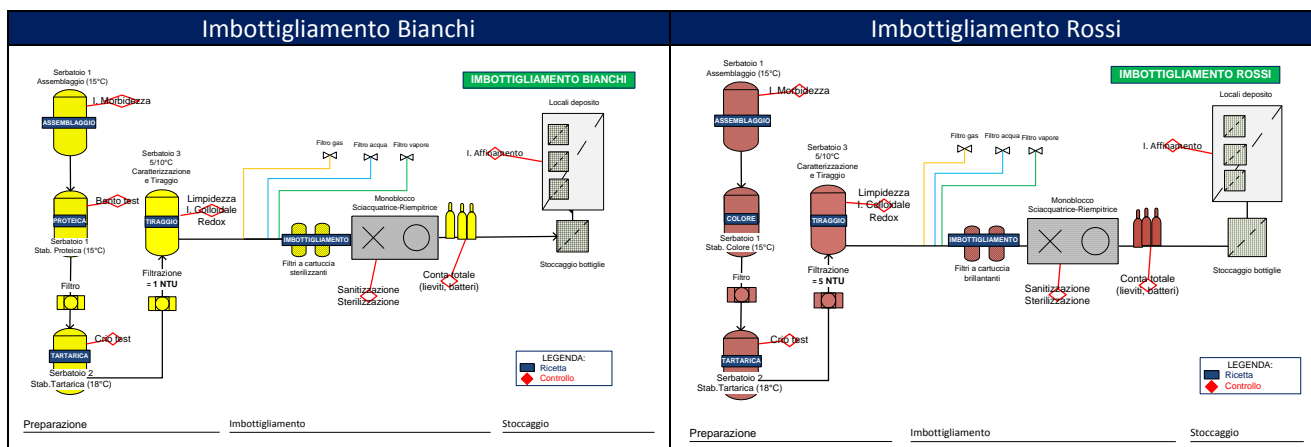 Imbottigliamento Bianchi
Serbatoio 1
Assemblaggio (15°C)
I. Morbidezza
ASSEMBLAGGIO
IMBOTTIGLIAMENTO BIANCHI
Locali deposito
Serbatoio 3
5/10°C
Caratterizzazione
e Tiraggio
Filtro gas
Filtro acqua
Filtro vapore
I. Affinamento
Bento test
PROTEICA
Serbatoio 1
Stab. Proteica (15°C)
Limpidezza
I. Colloidale
Redox
TIRAGGIO
Monoblocco
Sciacquatrice-Riempitrice
IMBOTTIGLIAMENTO
Filtri a cartuccia
sterilizzanti
Stoccaggio bottiglie
Filtro
Filtrazione
= 1 NTU
Sanitizzazione
Sterilizzazione
Conta totale
(lieviti, batteri)
Crio test
TARTARICA
Serbatoio 2
Stab.Tartarica (18°C)
LEGENDA:
Ricetta
Controllo
Preparazione
Imbottigliamento
Stoccaggio
Imbottigliamento Rossi
Serbatoio 1
Assemblaggio (15°C)
I. Morbidezza
ASSEMBLAGGIO
IMBOTTIGLIAMENTO ROSSI
Locali deposito
Serbatoio 3
5/10°C
Caratterizzazione
e Tiraggio
Filtro gas
Filtro acqua
Filtro vapore
I. Affinamento
COLORE
Serbatoio 1
Stab. Colore (15°C)
Limpidezza
I. Colloidale
Redox
TIRAGGIO
Monoblocco
Sciacquatrice-Riempitrice
IMBOTTIGLIAMENTO
Filtri a cartuccia
brillantanti
Stoccaggio bottiglie
Filtro
Filtrazione
= 5 NTU
Sanitizzazione
Sterilizzazione
Conta totale
(lieviti, batteri)
Crio test
TARTARICA
Serbatoio 2
Stab.Tartarica (18°C)
LEGENDA:
Ricetta
Controllo
Preparazione
Imbottigliamento
Stoccaggio